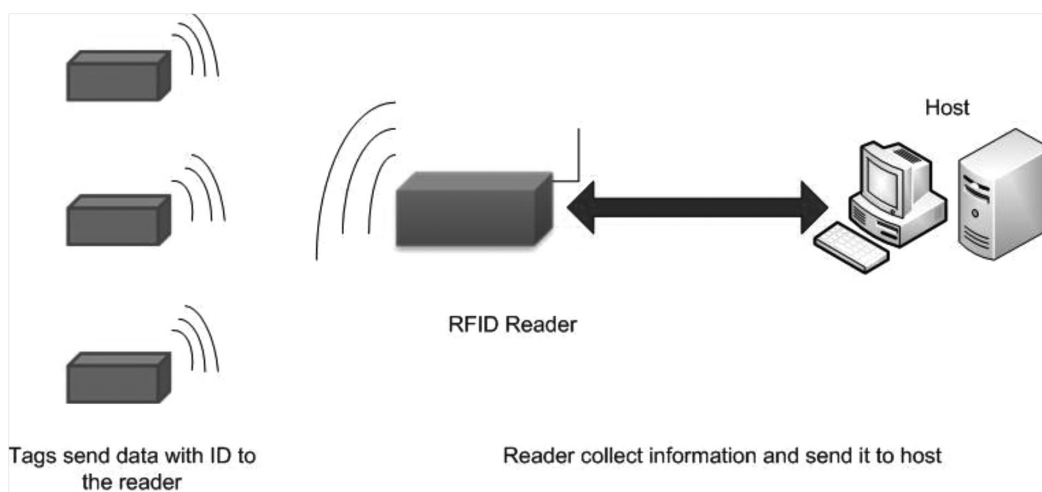 Host
RFID Reader
Tags send data with ID to
the reader
Reader collect information and send it to host